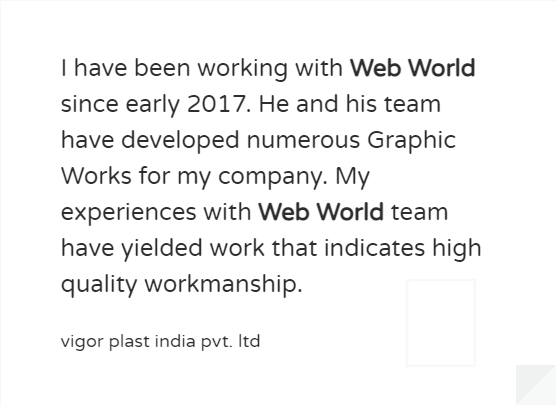 I have been working with Web World
since early 2017. He and his team
have developed numerous Graphic
Works for my company. My
experiences with Web World team
have yielded work that indicates high
quality workmanship.
vigor plast india pvt. ltd